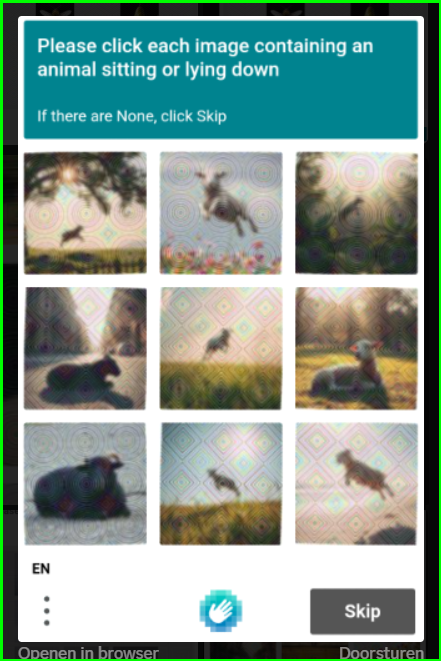 Please click each image containing an
animal sitting or lying down
If there are None, click Skip
EN
Skip
Openen in browser
Doorsturen